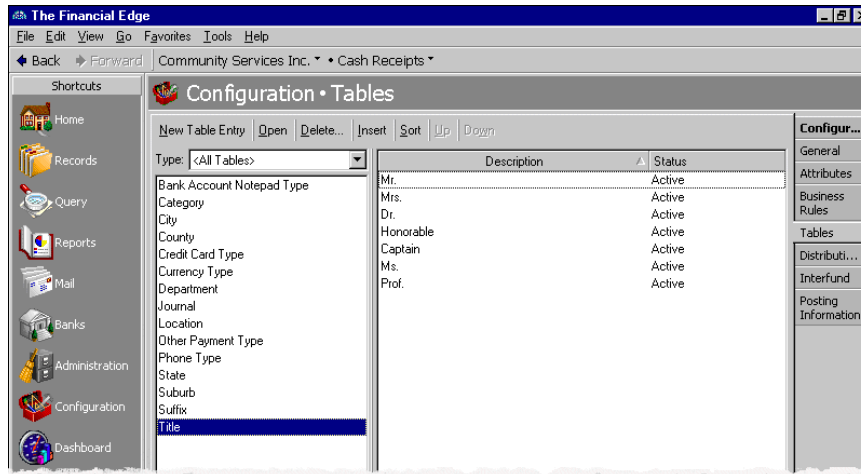 The Financial Edge
File Edit View Go Favorites Tools Help
Back Forward Community Services Inc. • Cash Receipts
Shortcuts
Home
Records
Query
Reports
Mail
Banks
Administration
Configuration
Dashboard
Configuration • Tables
New Table Entry Open Delete... Insert Sort Up Down
Type: <All Tables>
Bank Account Notepad Type
Category
City
County
Credit Card Type
Currency Type
Department
Journal
Location
Other Payment Type
Phone Type
State
Suburb
Suffix
Title
Description Status
Mr. Active
Mrs. Active
Dr. Active
Honorable Active
Captain Active
Ms. Active
Prof. Active
Configur...
General
Attributes
Business
Rules
Tables
Distributi...
Interfund
Posting
Information